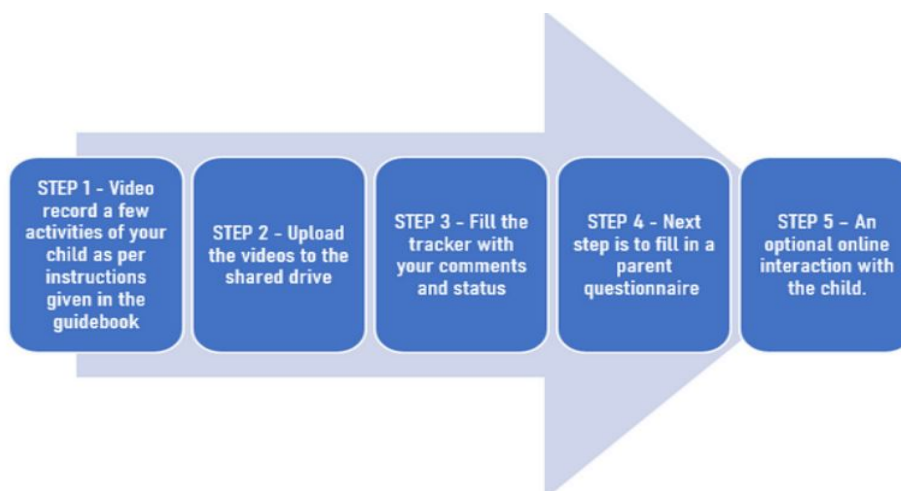 STEP 1 - Video
record a few
activities of your
child as per
instructions
given in the
guidebook
STEP 2 - Upload
the videos to the
shared drive
STEP 3 - Fill the
tracker with
your comments
and status
STEP 4 - Next
step is to fill in a
parent
questionnaire
STEP 5 – An
optional online
interaction with
the child.